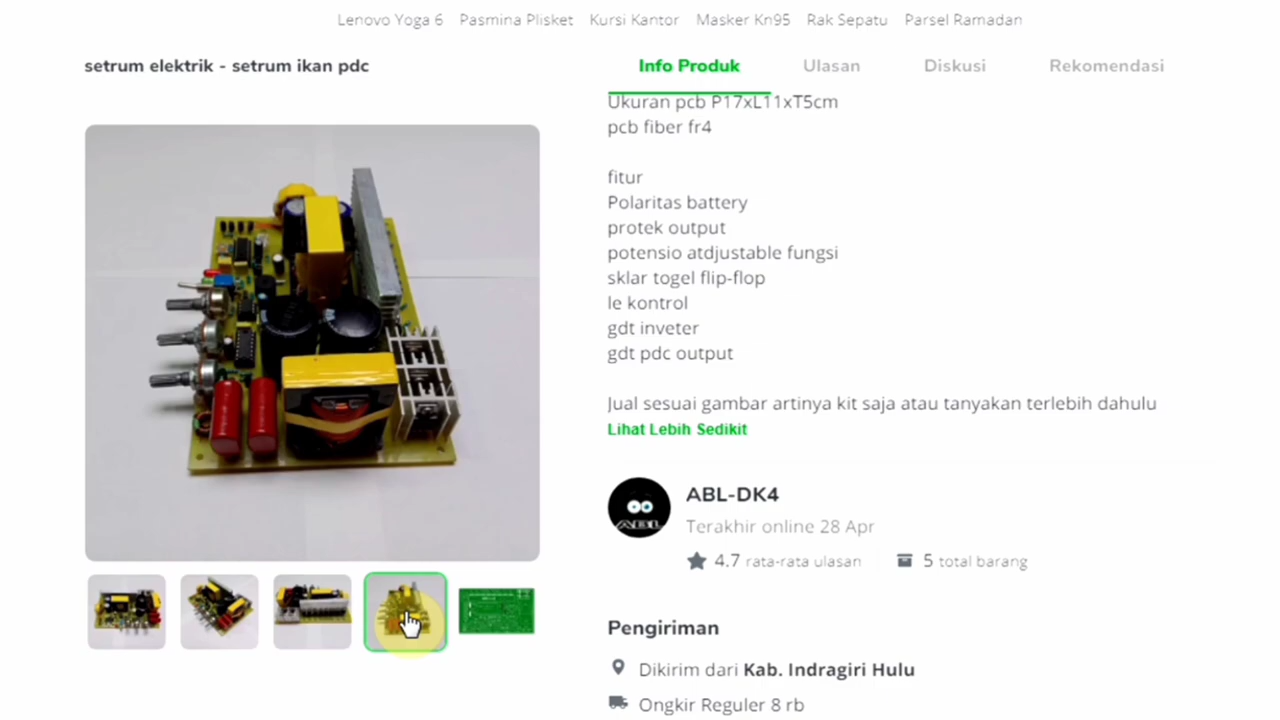 Lenovo Yoga 6 Pasmina Plisket Kursi Kantor Masker Kn95 Rak Sepatu Parsel Ramadan
setrum elektrik - setrum ikan pdc
Info Produk Ulasan Diskusi Rekomendasi
Ukuran pcb P17xL11xT5cm
pcb fiber fr4
fitur
Polaritas battery
protek output
potensio atdjustable fungsi
sklar togel flip-flop
le kontrol
gdt inveter
gdt pdc output
Jual sesuai gambar artinya kit saja atau tanyakan terlebih dahulu
Lihat Lebih Sedikit
ABL
ABL-DK4
Terakhir online 28 Apr
4.7 rata-rata ulasan 5 total barang
Pengiriman
Dikirim dari Kab. Indragiri Hulu
Ongkir Reguler 8 rb